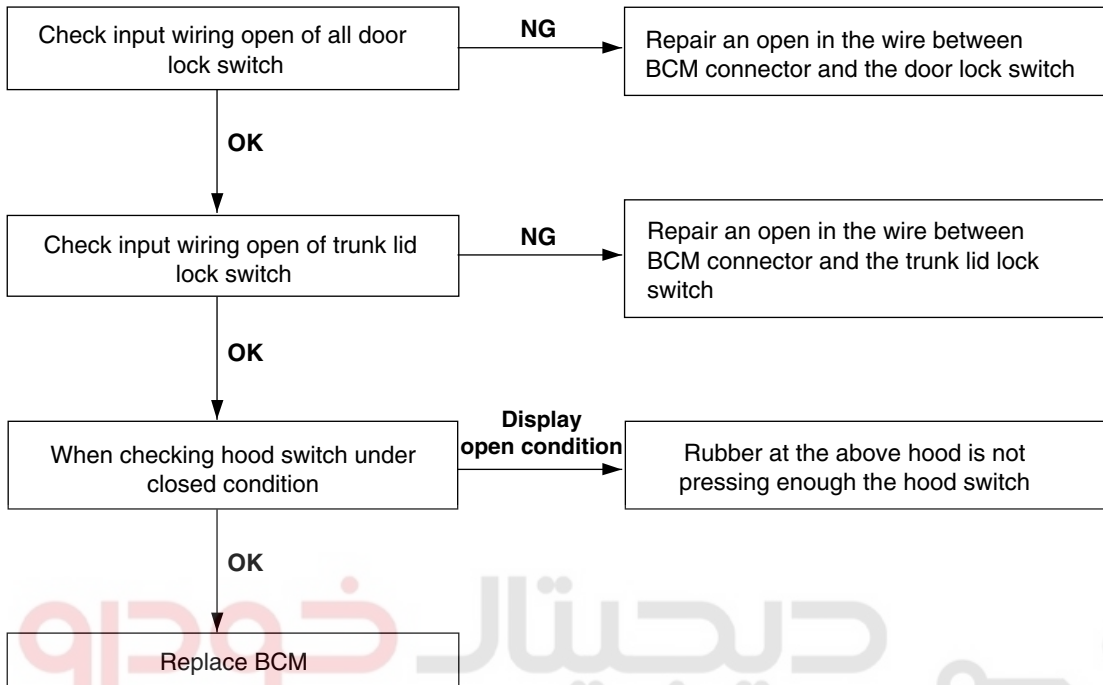 Check input wiring open of all door
lock switch
NG
Repair an open in the wire between
BCM connector and the door lock switch
OK
Check input wiring open of trunk lid
lock switch
NG
Repair an open in the wire between
BCM connector and the trunk lid lock
switch
OK
When checking hood switch under
closed condition
Display
open condition
Rubber at the above hood is not
pressing enough the hood switch
OK
Replace BCM
دیجیتال خودرو